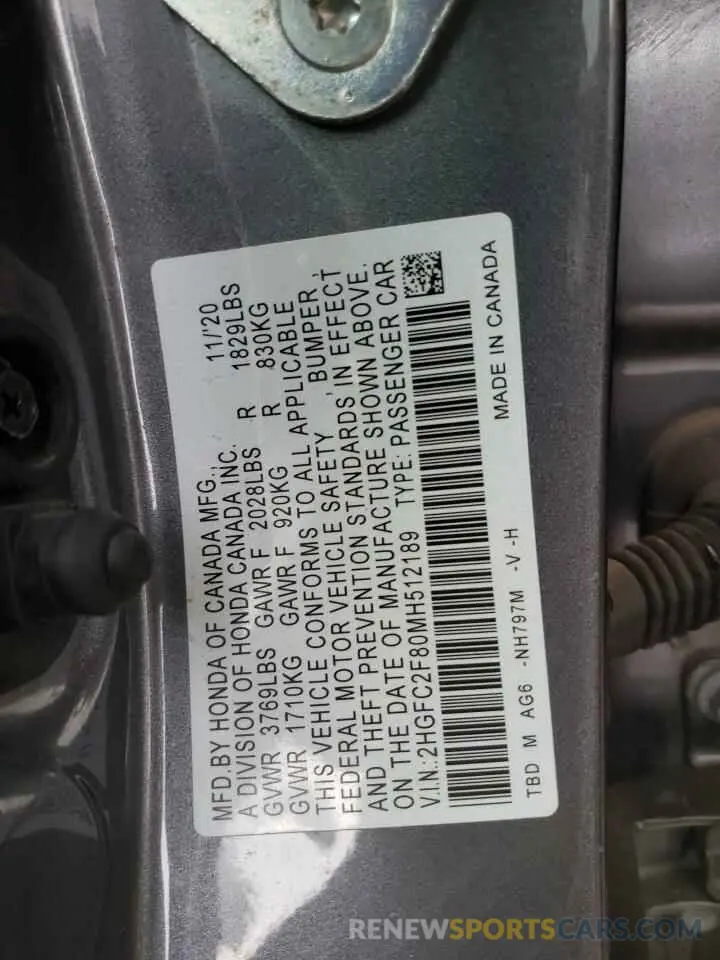 MFD.BY HONDA OF CANADA MFG., 11/'20
A DIVISION OF HONDA CANADA INC.
GVWR 3769LBS GAWR F 2028LBS R 1829LBS
GVWR 1710KG GAWR F 920KG R 830KG
THIS VEHICLE CONFORMS TO ALL APPLICABLE
FEDERAL MOTOR VEHICLE SAFETY , BUMPER ,
AND THEFT PREVENTION STANDARDS IN EFFECT
ON THE DATE OF MANUFACTURE SHOWN ABOVE.
V.I.N.:2HGFC2F80MH512189 TYPE: PASSENGER CAR
TBD M AG6 -NH797M -V -H MADE IN CANADA
RENEWSPORTSCARS.COM